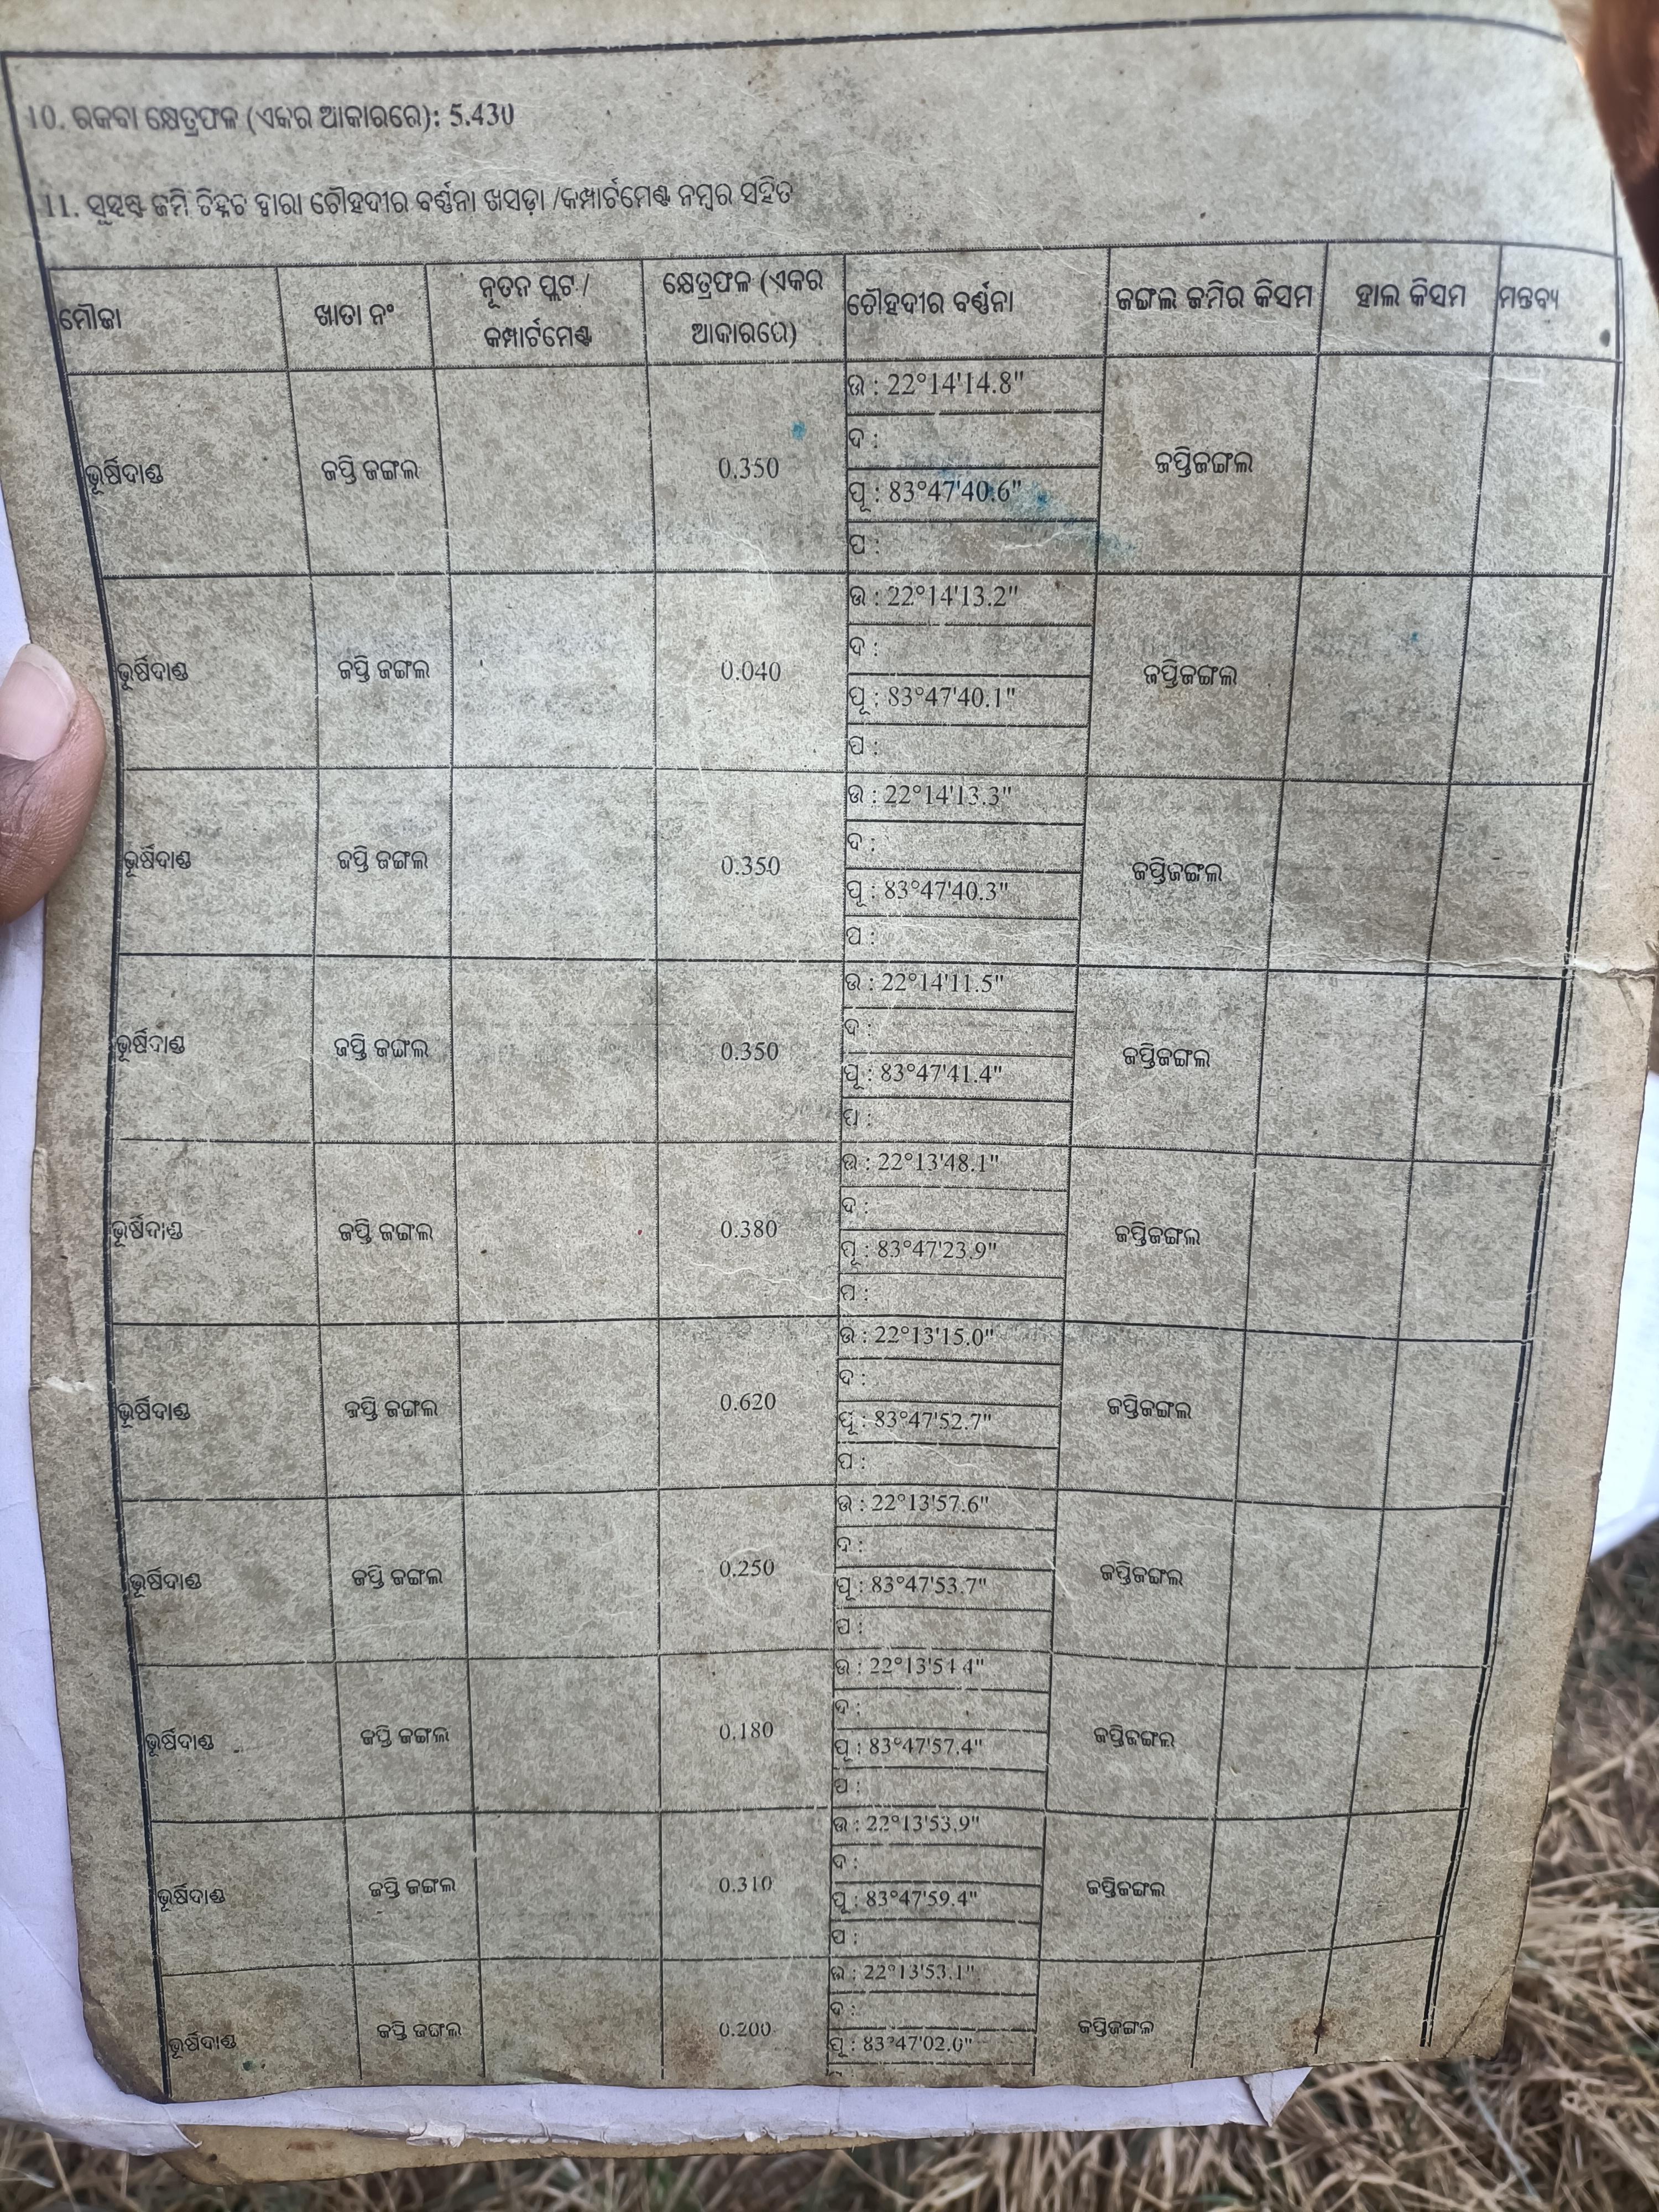 10. ରକବା କ୍ଷେତ୍ରଫଳ (ଏକର ଆକାରରେ): 5.430
11. ସୁସ୍ପଷ୍ଟ ଜମି ଚିହ୍ନଟ ଦ୍ୱାରା ଚୌହଦୀର ବର୍ଣ୍ଣନା ଖସଡ଼ା /କମ୍ପାର୍ଟମେଣ୍ଟ ନମ୍ବର ସହିତ
ମୌଜା ଖାତା ନଂ ନୂତନ ପ୍ଲଟ / କମ୍ପାର୍ଟମେଣ୍ଟ କ୍ଷେତ୍ରଫଳ (ଏକର ଆକାରରେ) ଚୌହଦୀର ବର୍ଣ୍ଣନା ଜଙ୍ଗଲ ଜମିର କିସମ ହାଲ କିସମ ମନ୍ତବ୍ୟ
ଭୂର୍ଷିଦାଣ୍ଡ ଜପ୍ତି ଜଙ୍ଗଲ 0.350 ଜପ୍ତିଜଙ୍ଗଲ
ଉ : 22°14'14.8"
ଦ :
ପୂ : 83°47'40.6"
ପ :
ଭୂର୍ଷିଦାଣ୍ଡ ଜପ୍ତି ଜଙ୍ଗଲ 0.040 ଜପ୍ତିଜଙ୍ଗଲ
ଉ : 22°14'13.2"
ଦ :
ପୂ : 83°47'40.1"
ପ :
ଭୂର୍ଷିଦାଣ୍ଡ ଜପ୍ତି ଜଙ୍ଗଲ 0.350 ଜପ୍ତିଜଙ୍ଗଲ
ଉ : 22°14'13.3"
ଦ :
ପୂ : 83°47'40.3"
ପ :
ଭୂର୍ଷିଦାଣ୍ଡ ଜପ୍ତି ଜଙ୍ଗଲ 0.350 ଜପ୍ତିଜଙ୍ଗଲ
ଉ : 22°14'11.5"
ଦ :
ପୂ : 83°47'41.4"
ପ :
ଭୂର୍ଷିଦାଣ୍ଡ ଜପ୍ତି ଜଙ୍ଗଲ 0.380 ଜପ୍ତିଜଙ୍ଗଲ
ଉ : 22°13'48.1"
ଦ :
ପୂ : 83°47'23.9"
ପ :
ଭୂର୍ଷିଦାଣ୍ଡ ଜପ୍ତି ଜଙ୍ଗଲ 0.620 ଜପ୍ତିଜଙ୍ଗଲ
ଉ : 22°13'15.0"
ଦ :
ପୂ : 83°47'52.7"
ପ :
ଭୂର୍ଷିଦାଣ୍ଡ ଜପ୍ତି ଜଙ୍ଗଲ 0.250 ଜପ୍ତିଜଙ୍ଗଲ
ଉ : 22°13'57.6"
ଦ :
ପୂ : 83°47'53.7"
ପ :
ଭୂର୍ଷିଦାଣ୍ଡ ଜପ୍ତି ଜଙ୍ଗଲ 0.180 ଜପ୍ତିଜଙ୍ଗଲ
ଉ :
ଦ :
ପୂ : 83°47'57.4"
ପ :
ଭୂର୍ଷିଦାଣ୍ଡ ଜପ୍ତି ଜଙ୍ଗଲ 0.310 ଜପ୍ତିଜଙ୍ଗଲ
ଉ : 22°13'53.9"
ଦ :
ପୂ : 83°47'59.4"
ପ :
ଭୂର୍ଷିଦାଣ୍ଡ ଜପ୍ତି ଜଙ୍ଗଲ 0.200 ଜପ୍ତିଜଙ୍ଗଲ
ଉ : 22°13'53.1"
ଦ :
ପୂ : 83°47'02.0"